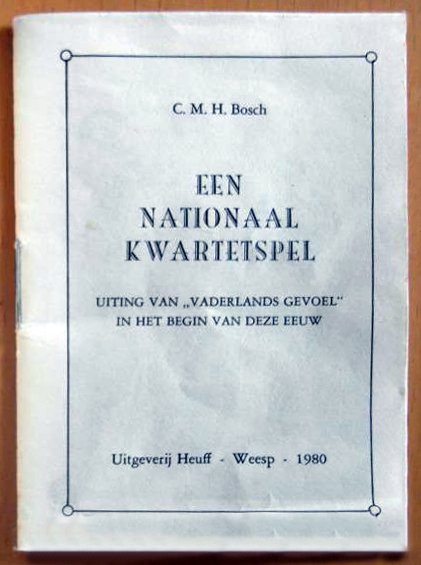 C. M. H. Bosch
EEN
NATIONAAL
KWARTETSPEL
UITING VAN „VADERLANDS GEVOEL"
IN HET BEGIN VAN DEZE EEUW
Uitgeverij Heuff - Weesp - 1980